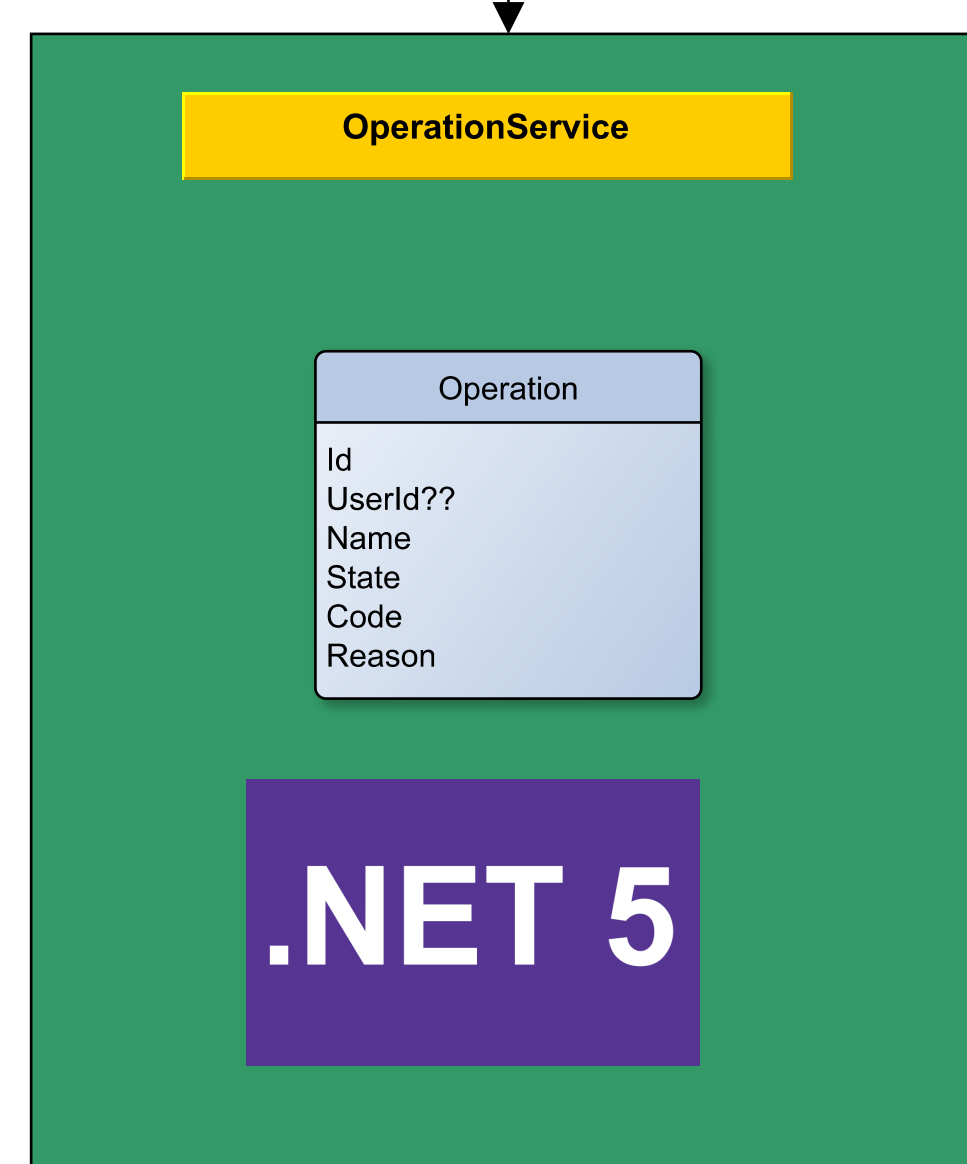 OperationService
Operation
Id
UserId??
Name
State
Code
Reason
.NET 5